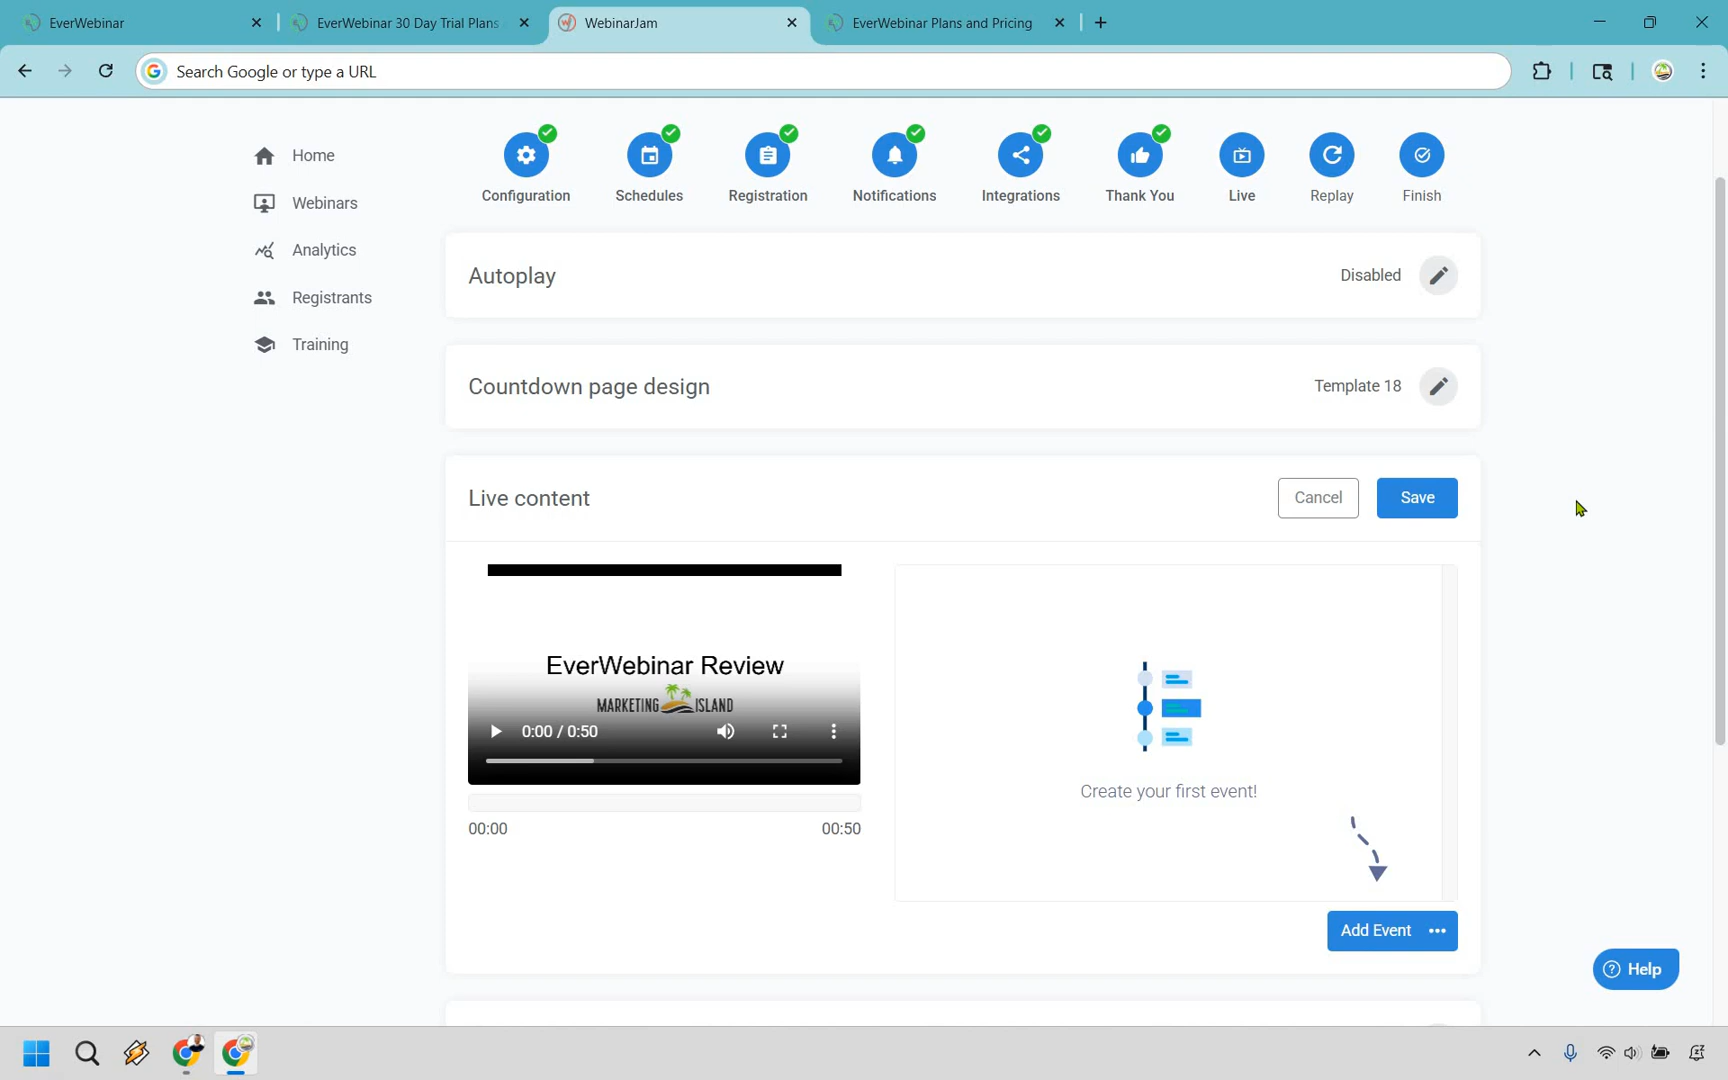 EverWebinar
EverWebinar 30 Day Trial Plans
WebinarJam
EverWebinar Plans and Pricing
Search Google or type a URL
Home
Webinars
Analytics
Registrants
Training
Configuration
Schedules
Registration
Notifications
Integrations
Thank You
Live
Replay
Finish
Autoplay
Disabled
Countdown page design
Template 18
Live content
Cancel
Save
EverWebinar Review
MARKETING ISLAND
0:00 / 0:50
00:00
00:50
Create your first event!
Add Event
Help